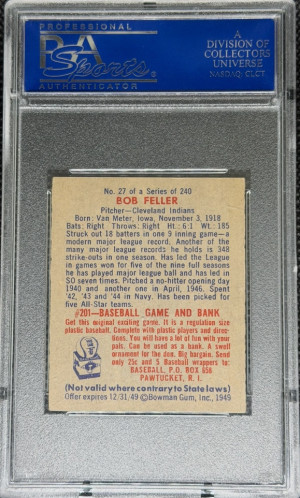 PROFESSIONAL
PSA
Sports
AUTHENTICATOR
A
DIVISION OF
COLLECTORS
UNIVERSE
NASDAQ: CLCT
No. 27 of a Series of 240
BOB FELLER
Pitcher—Cleveland Indians
Born: Van Meter, Iowa, November 3, 1918
Bats: Right Throws: Right Ht.: 6:1 Wt.: 185
Struck out 18 batters in one 9 inning game—a
modern major league record. Another of the
many major league records he holds is 348
strike-outs in one season. Has led the League
in games won for five of the nine full seasons
he has played major league ball and has led in
SO seven times. Pitched a no-hitter opening day
1940 and another one in April, 1946. Spent
'42, '43 & '44 in Navy. Has been picked for
five All-Star teams.
#201—BASEBALL GAME AND BANK
Get this original exciting game. It is a regulation size
plastic baseball. Complete with players and direc-
tions. You will have a lot of fun with your
pals. Can be used as a bank. A swell
ornament for the den. Big bargain. Send
only 25c and 5 Baseball wrappers to:
BASEBALL, P.O. BOX 65A
PAWTUCKET, R. I.
(Not valid where contrary to State laws)
Offer expires 12/31/49 ©Bowman Gum, Inc., 1949